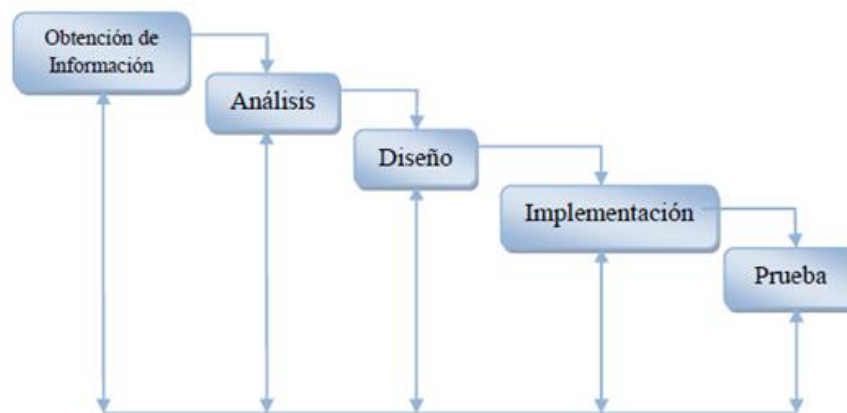 Obtención de
Información
Análisis
Diseño
Implementación
Prueba